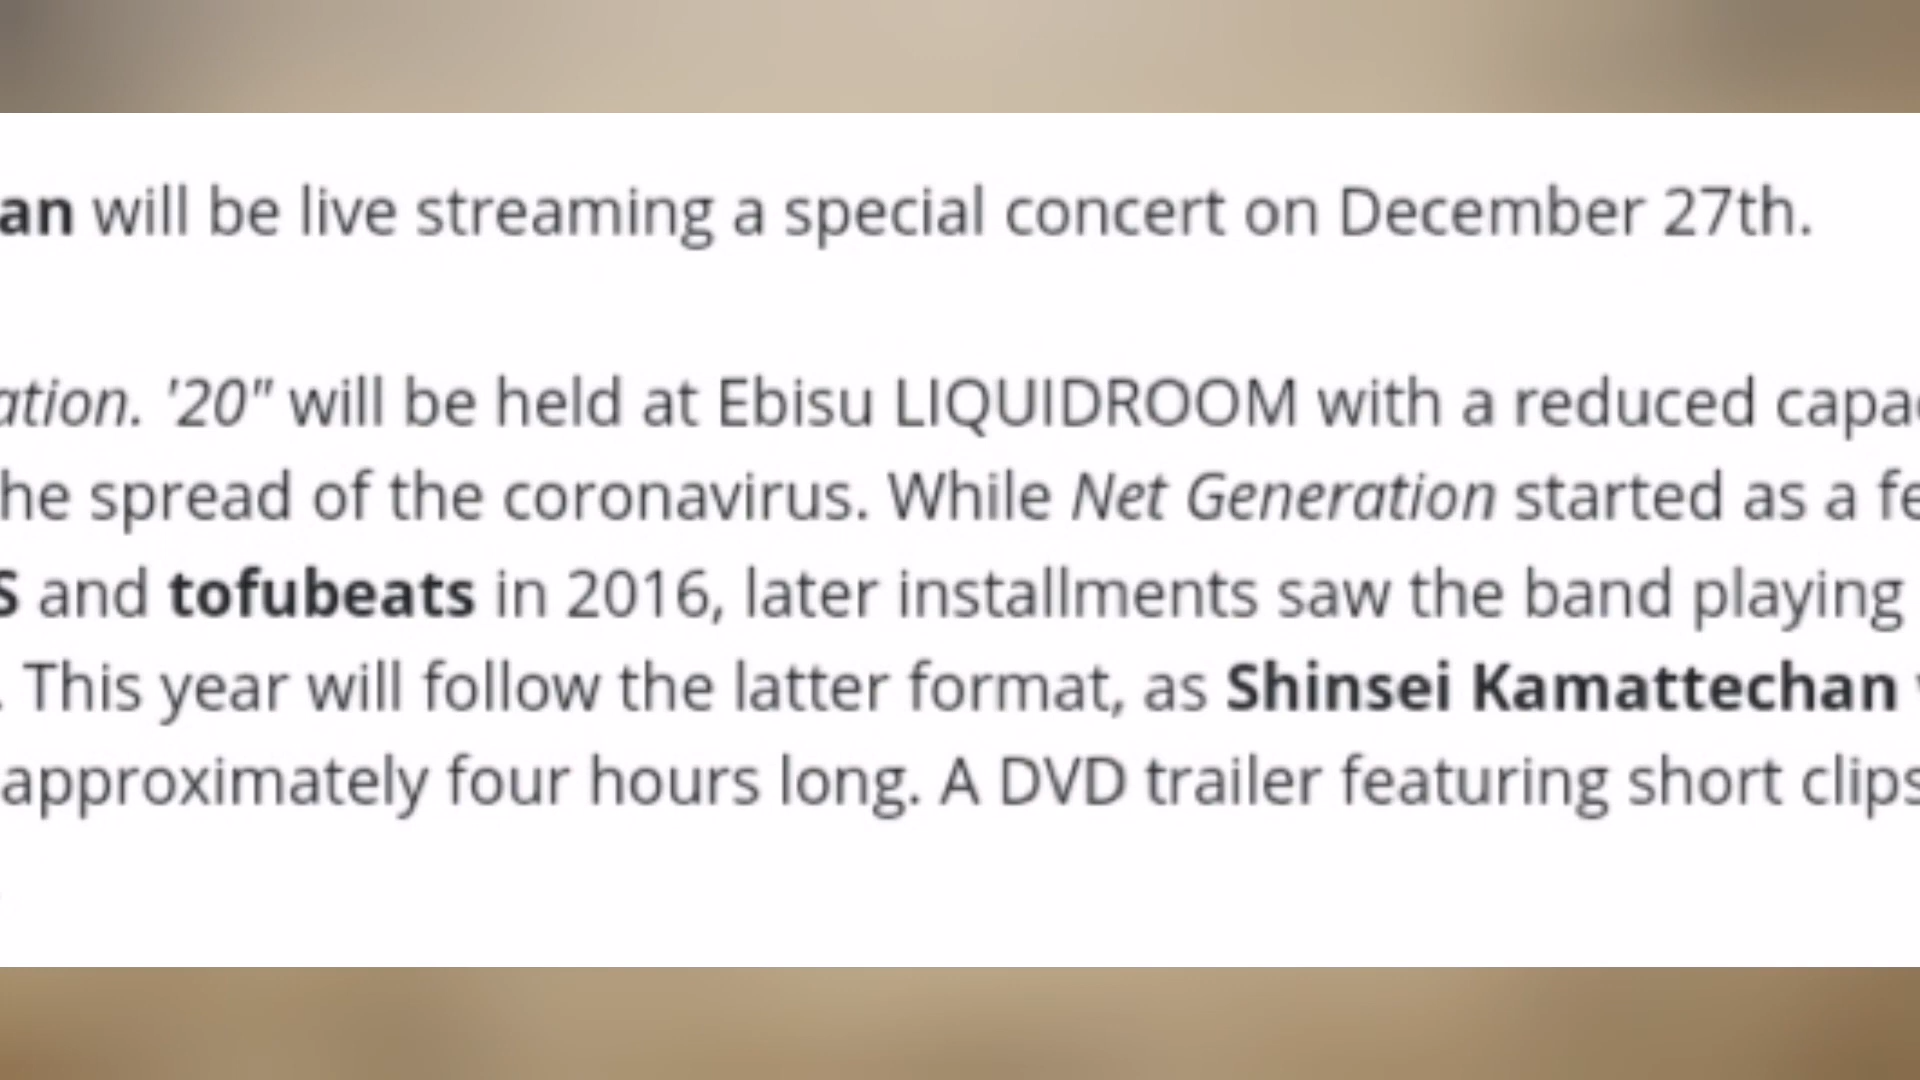 an will be live streaming a special concert on December 27th.
ation. '20" will be held at Ebisu LIQUIDROOM with a reduced capac
he spread of the coronavirus. While Net Generation started as a fe
S and tofubeats in 2016, later installments saw the band playing
. This year will follow the latter format, as Shinsei Kamattechan
approximately four hours long. A DVD trailer featuring short clips